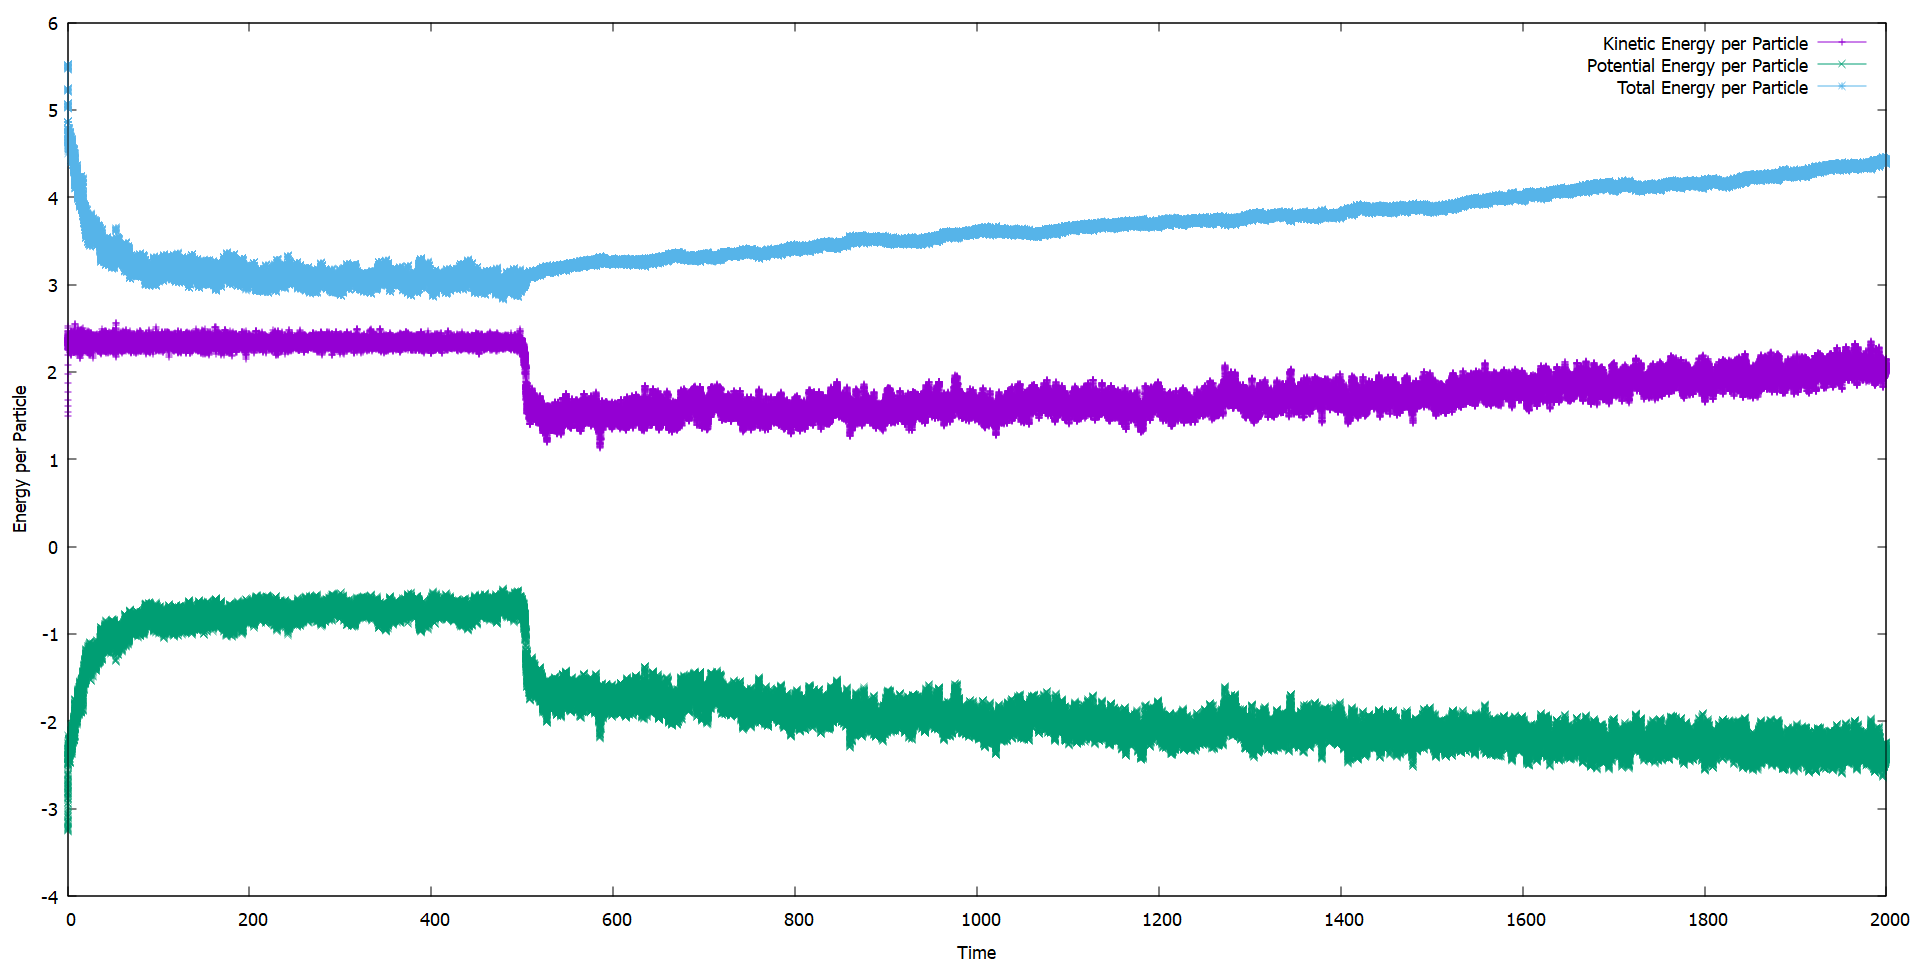 6
5
4
3
2
1
0
-1
-2
-3
-4
0 200 400 600 800 1000 1200 1400 1600 1800 2000
Energy per Particle
Time
Kinetic Energy per Particle
Potential Energy per Particle
Total Energy per Particle